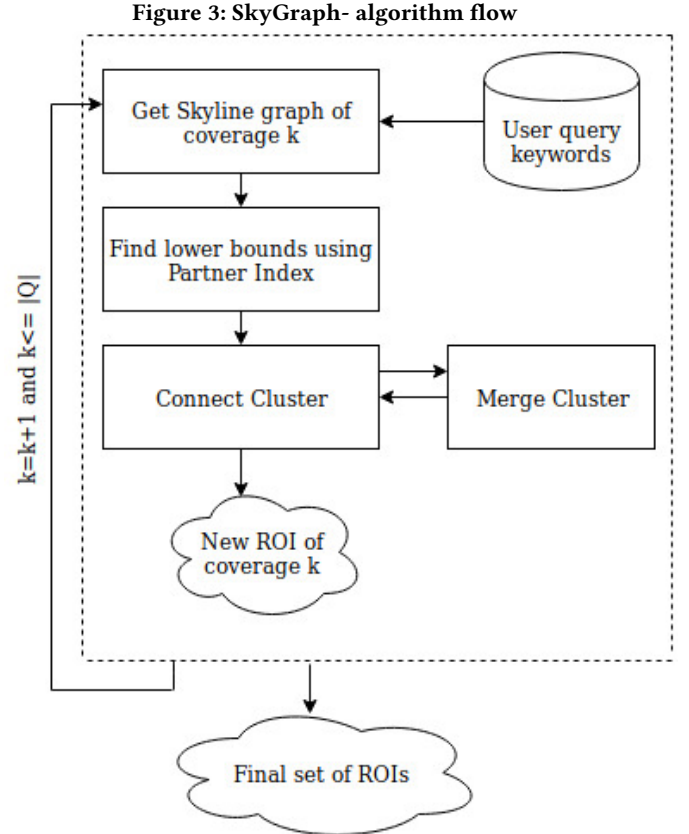 Figure 3: SkyGraph- algorithm flow
Get Skyline graph of
coverage k
User query
keywords
Find lower bounds using
Partner Index
Connect Cluster
Merge Cluster
New ROI of
coverage k
k=k+1 and k<= |Q|
Final set of ROIs